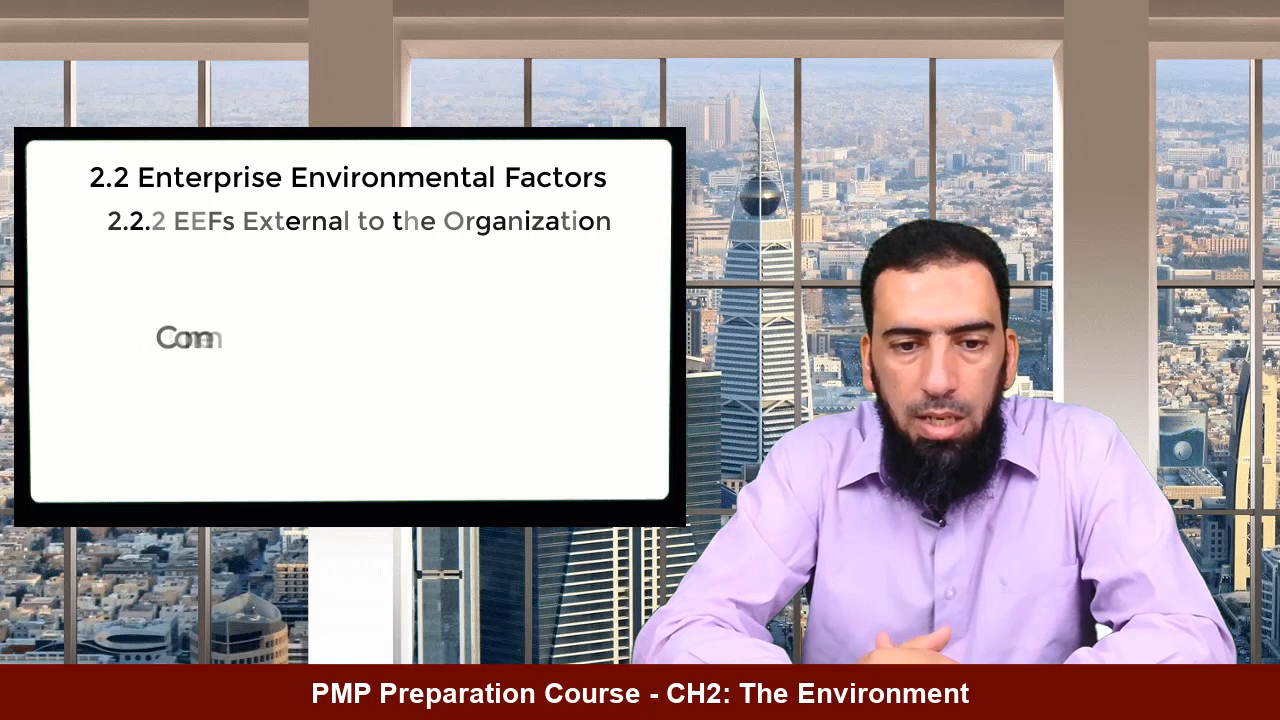 2.2 Enterprise Environmental Factors
2.2.2 EEFs External to the Organization
PMP Preparation Course - CH2: The Environment